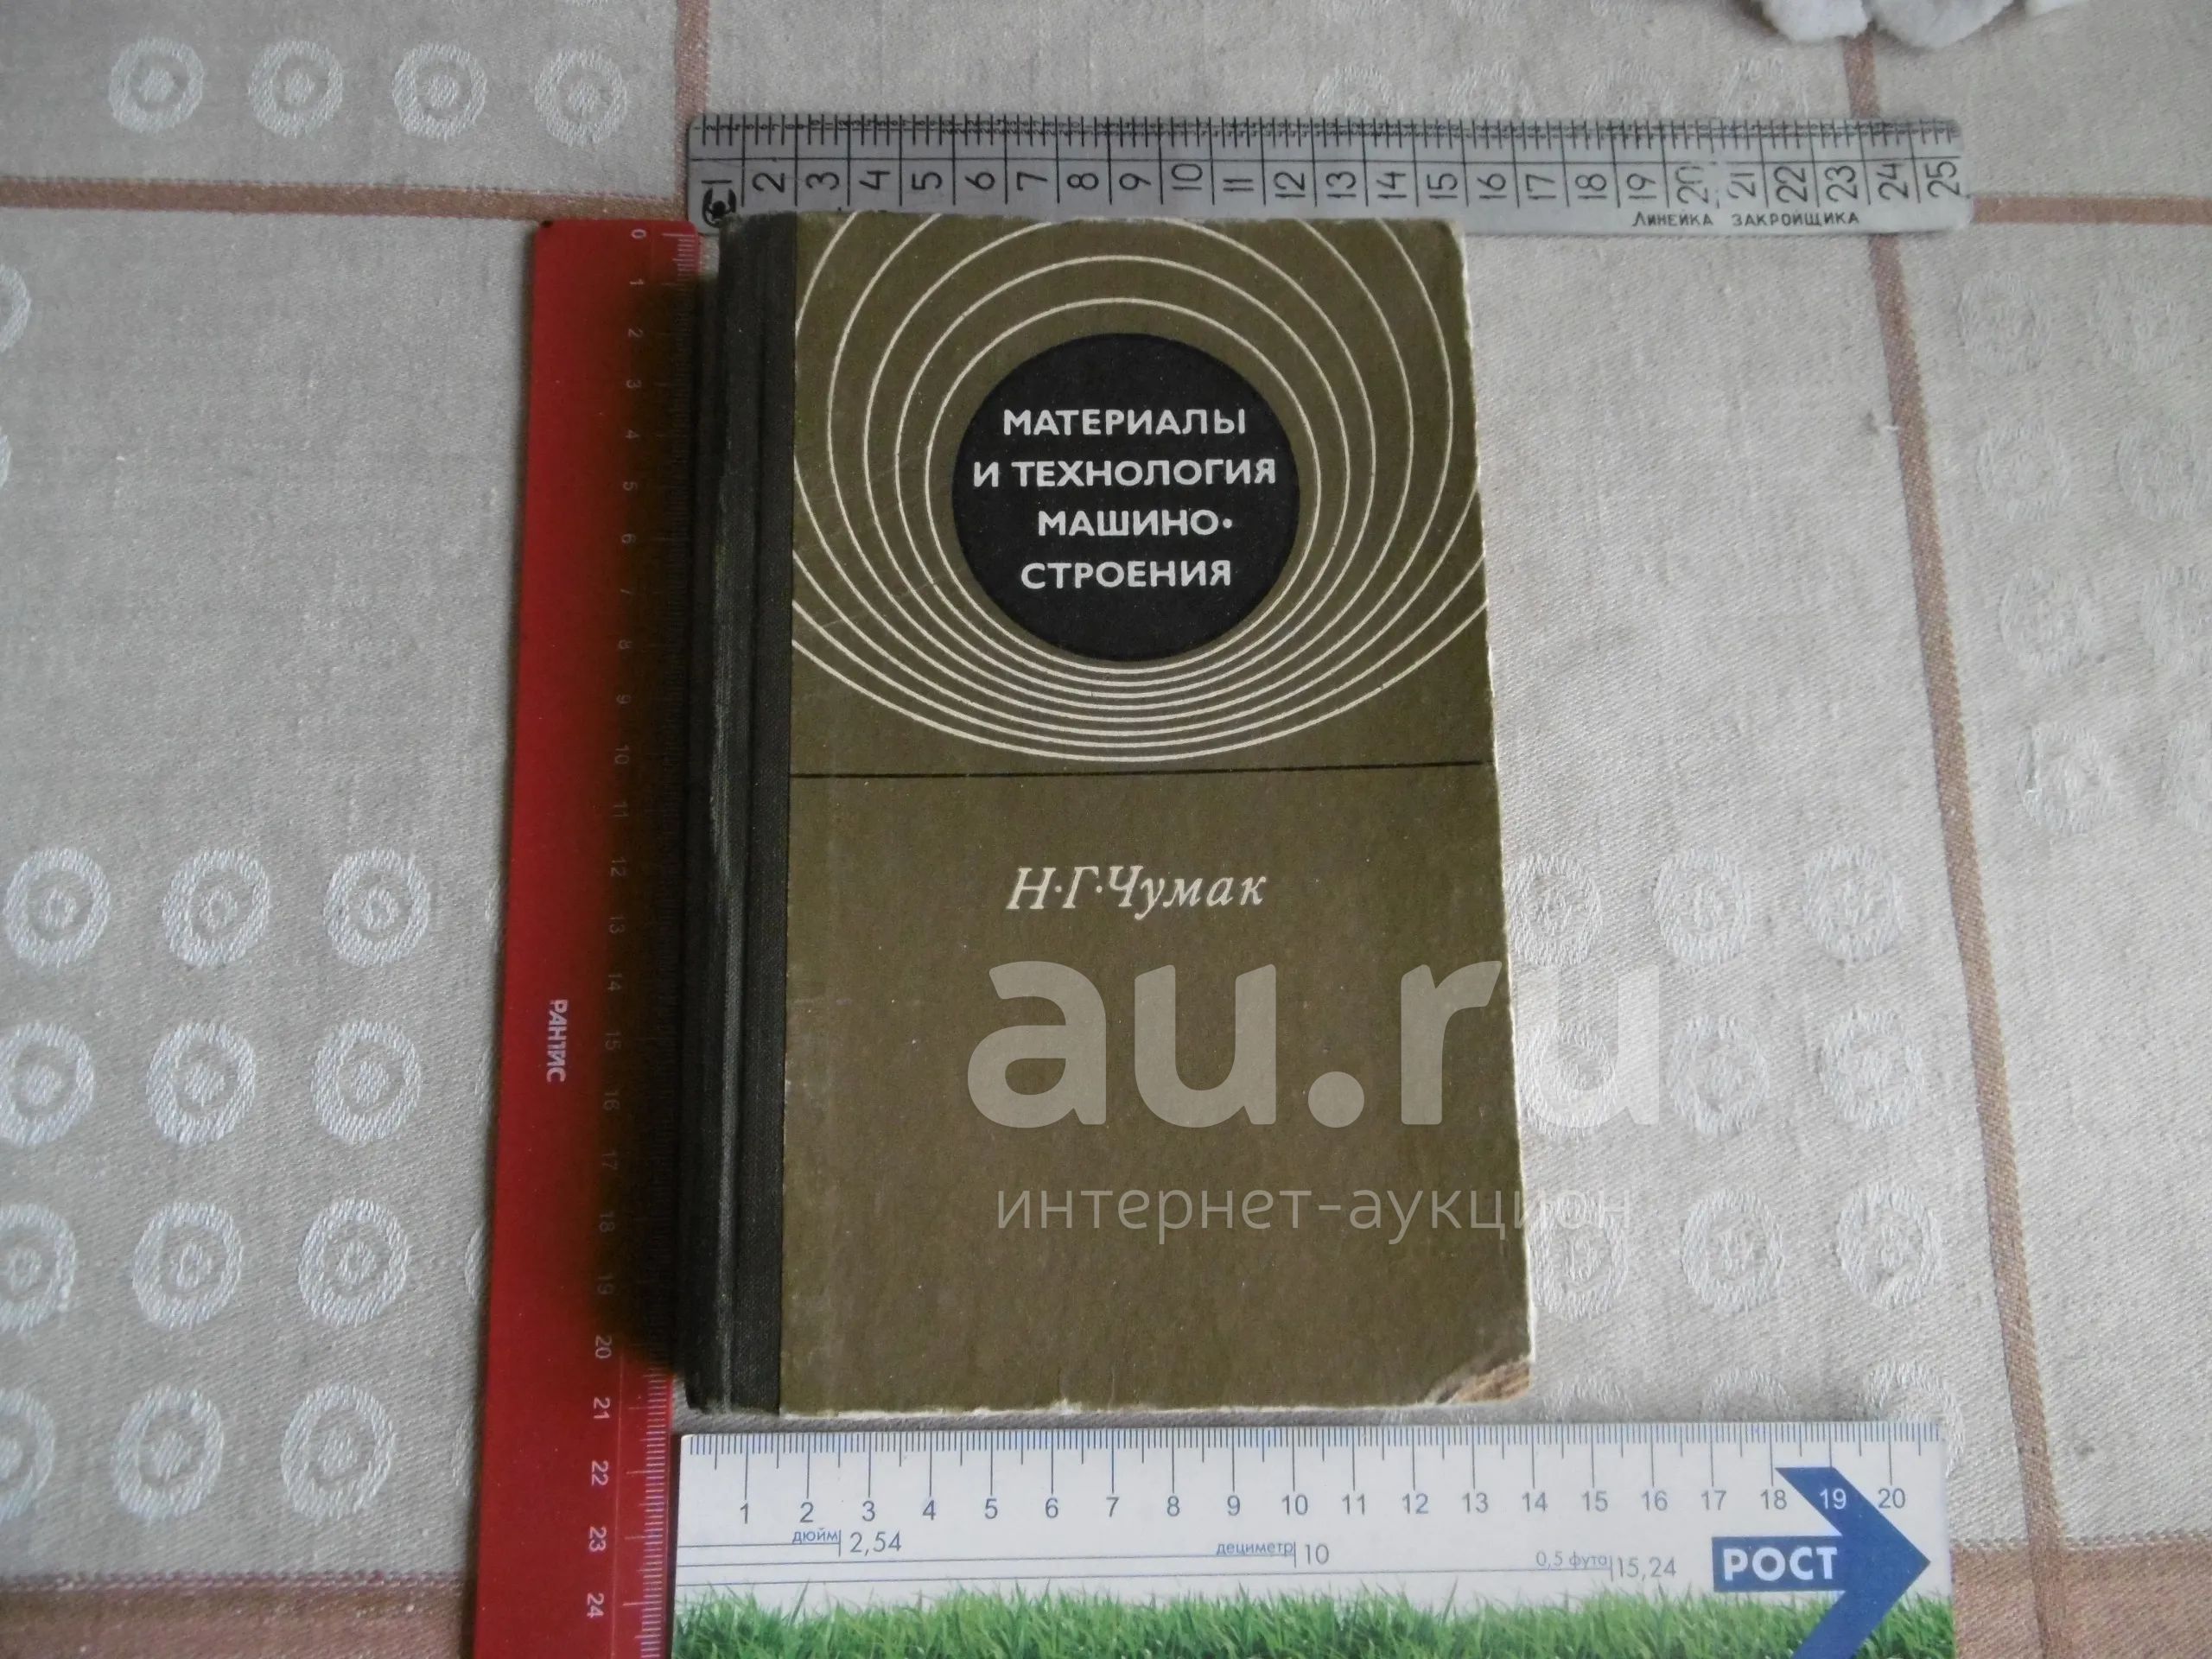 1 2 3 4 5 6 7 8 9 10 11 12 13 14 15 16 17 18 19 20 21 22 23 24 25
ЛИНЕЙКА ЗАКРОЙЩИКА
0 1 2 3 4 5 6 7 8 9 10 11 12 13 14 15 16 17 18 19 20 21 22 23 24
РАНТИС
МАТЕРИАЛЫ
И ТЕХНОЛОГИЯ
МАШИНО-
СТРОЕНИЯ
Н.Г.Чумак
au.ru
интернет-аукцион
1 2 3 4 5 6 7 8 9 10 11 12 13 14 15 16 17 18 19 20
дюйм 2,54
дециметр 10
0,5 фута 15,24
РОСТ